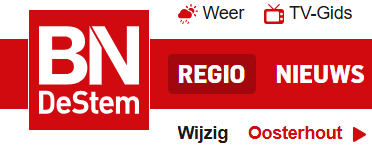 Weer TV-Gids
BN
DeStem
REGIO NIEUWS
Wijzig Oosterhout